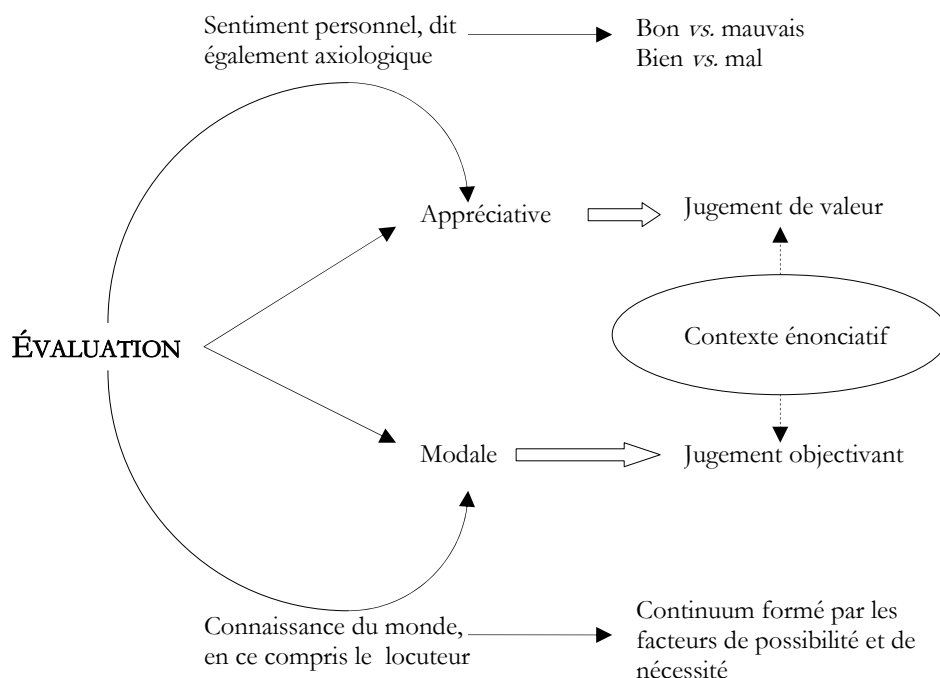 Sentiment personnel, dit
également axiologique
Bon vs. mauvais
Bien vs. mal
Appréciative
Jugement de valeur
ÉVALUATION
Contexte énonciatif
Modale
Jugement objectivant
Connaissance du monde,
en ce compris le locuteur
Continuum formé par les
facteurs de possibilité et de
nécessité